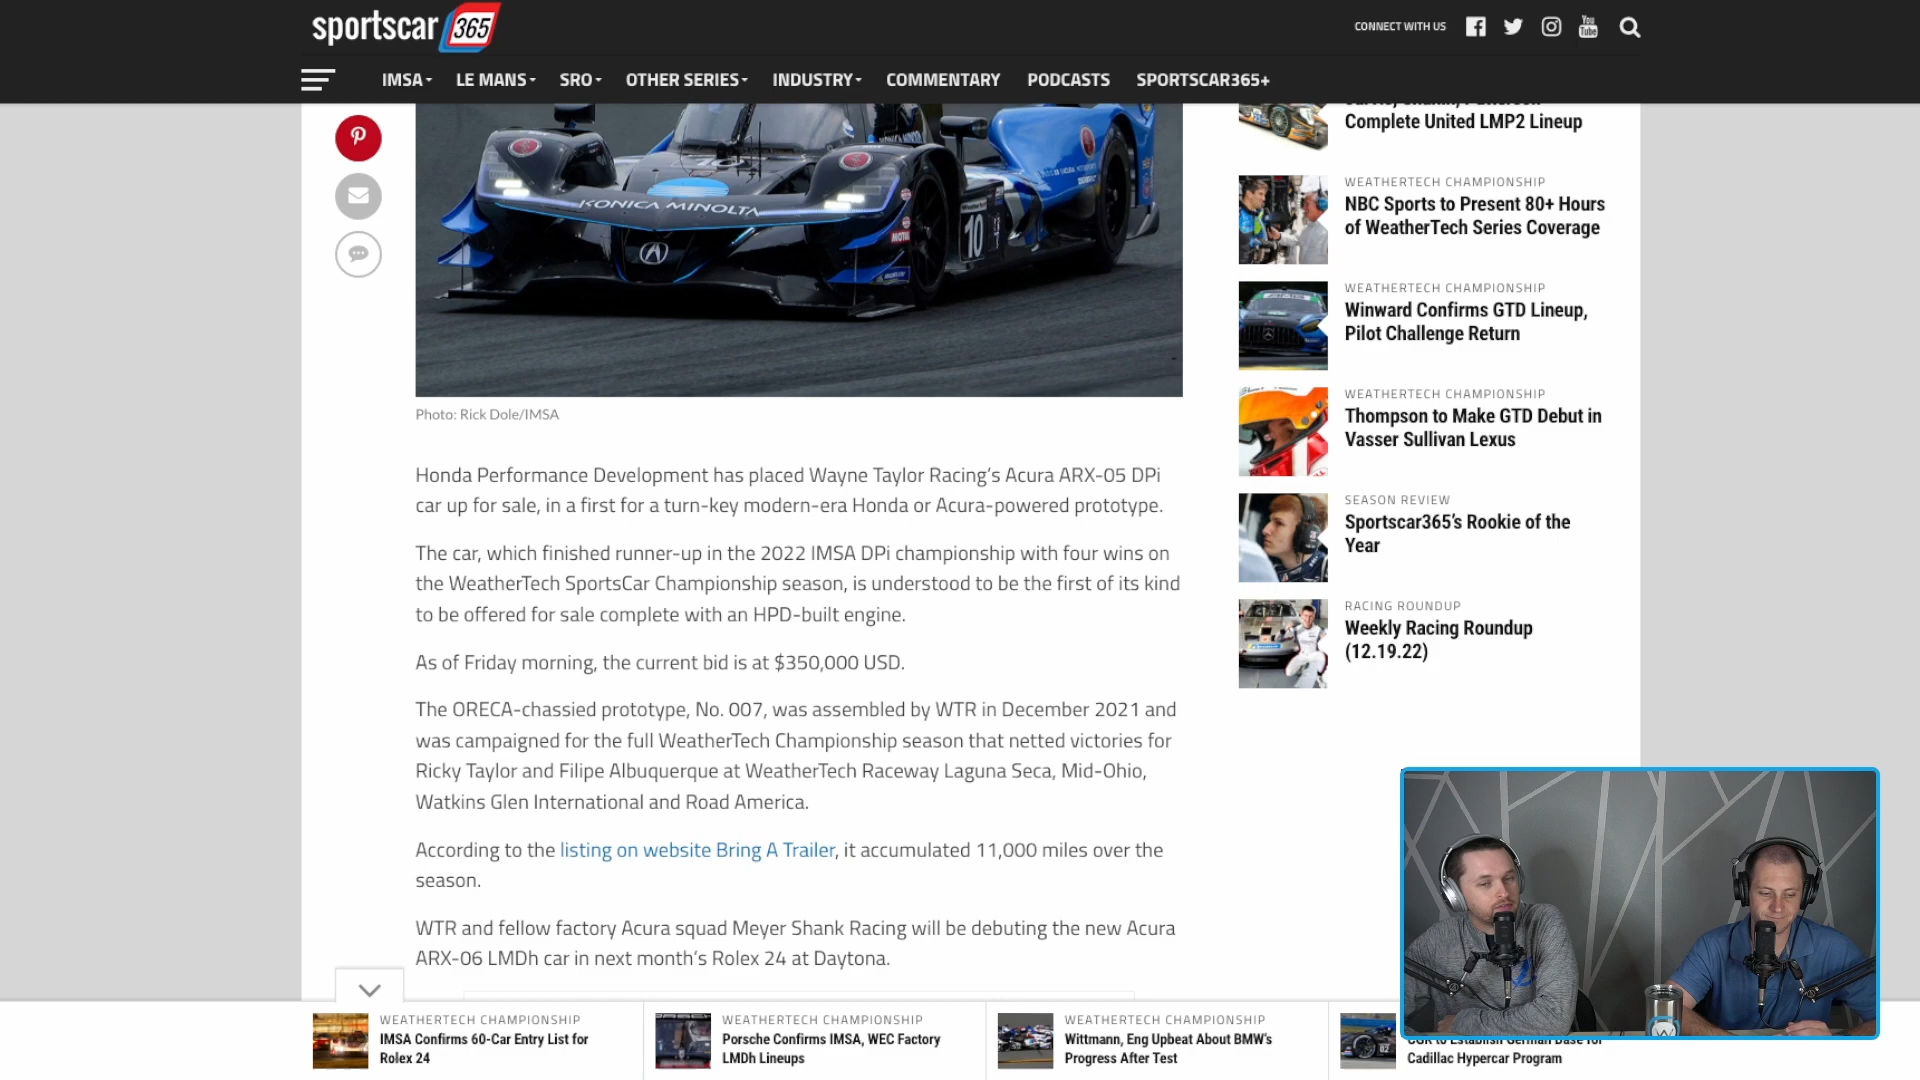 sportscar 365
CONNECT WITH US
You Tube
IMSA LE MANS SRO OTHER SERIES INDUSTRY COMMENTARY PODCASTS SPORTSCAR365+
10
KONICA MINOLTA
10
Photo: Rick Dole/IMSA
Honda Performance Development has placed Wayne Taylor Racing's Acura ARX-05 DPi
car up for sale, in a first for a turn-key modern-era Honda or Acura-powered prototype.
The car, which finished runner-up in the 2022 IMSA DPi championship with four wins on
the WeatherTech SportsCar Championship season, is understood to be the first of its kind
to be offered for sale complete with an HPD-built engine.
As of Friday morning, the current bid is at $350,000 USD.
The ORECA-chassied prototype, No. 007, was assembled by WTR in December 2021 and
was campaigned for the full WeatherTech Championship season that netted victories for
Ricky Taylor and Filipe Albuquerque at WeatherTech Raceway Laguna Seca, Mid-Ohio,
Watkins Glen International and Road America.
According to the listing on website Bring A Trailer, it accumulated 11,000 miles over the
season.
WTR and fellow factory Acura squad Meyer Shank Racing will be debuting the new Acura
ARX-06 LMDh car in next month's Rolex 24 at Daytona.
Complete United LMP2 Lineup
WEATHERTECH CHAMPIONSHIP
NBC Sports to Present 80+ Hours
of WeatherTech Series Coverage
WEATHERTECH CHAMPIONSHIP
Winward Confirms GTD Lineup,
Pilot Challenge Return
WEATHERTECH CHAMPIONSHIP
Thompson to Make GTD Debut in
Vasser Sullivan Lexus
SEASON REVIEW
Sportscar365's Rookie of the
Year
RACING ROUNDUP
Weekly Racing Roundup
(12.19.22)
WEATHERTECH CHAMPIONSHIP
IMSA Confirms 60-Car Entry List for
Rolex 24
WEATHERTECH CHAMPIONSHIP
Porsche Confirms IMSA, WEC Factory
LMDh Lineups
WEATHERTECH CHAMPIONSHIP
Wittmann, Eng Upbeat About BMW's
Progress After Test
Cadillac Hypercar Program